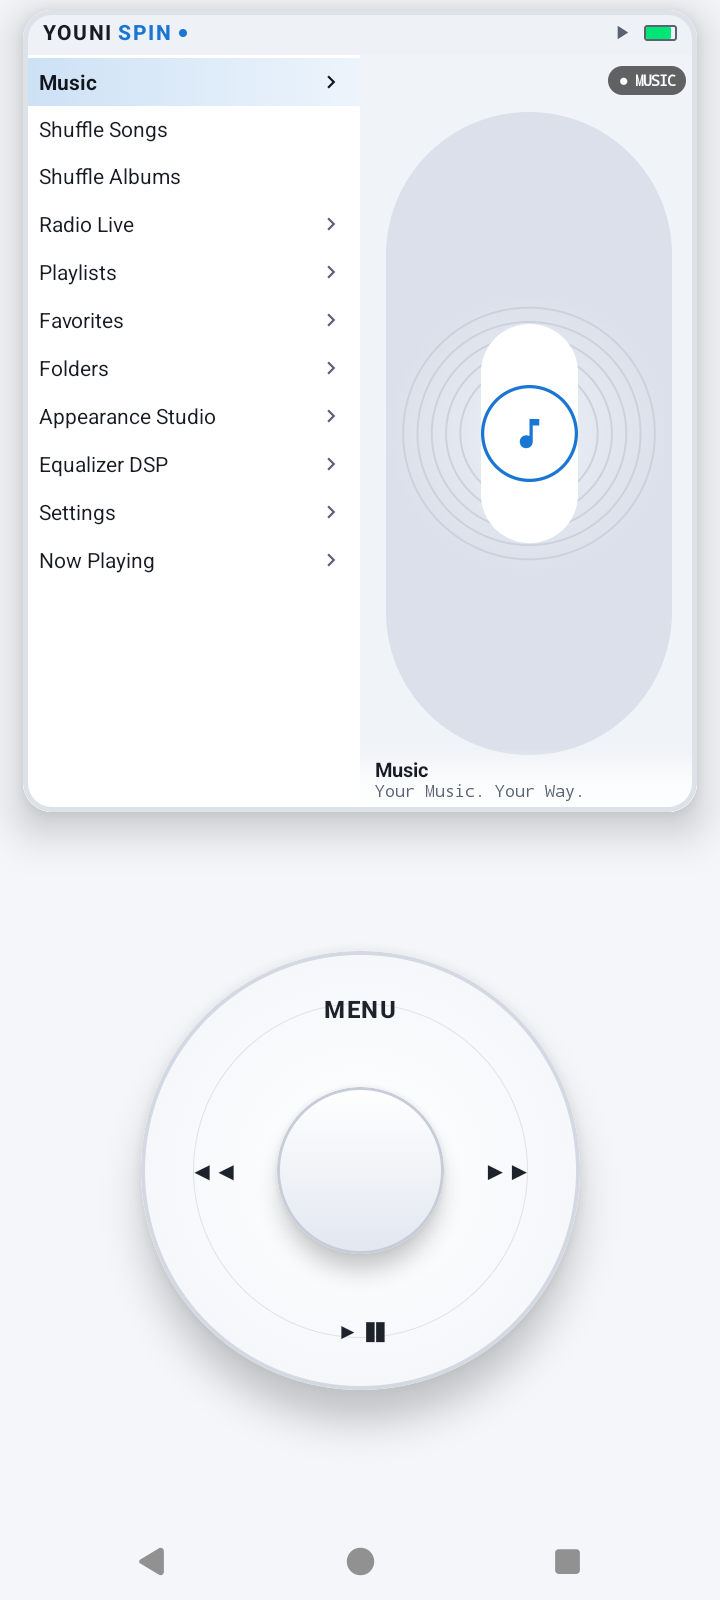 YOUNI SPIN
Music
MUSIC
Shuffle Songs
Shuffle Albums
Radio Live
Playlists
Favorites
Folders
Appearance Studio
Equalizer DSP
Settings
Now Playing
Music
Your Music. Your Way.
MENU